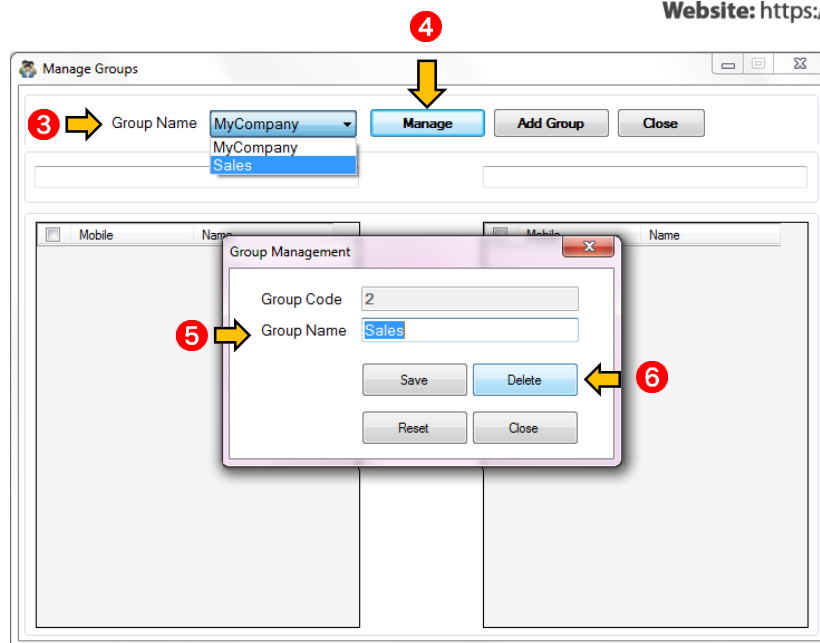 Website: https:/
4
Manage Groups
3 Group Name MyCompany Manage Add Group Close
MyCompany
Sales
Mobile Name Mobile Name
Group Management
Group Code 2
5 Group Name Sales
Save Delete 6
Reset Close